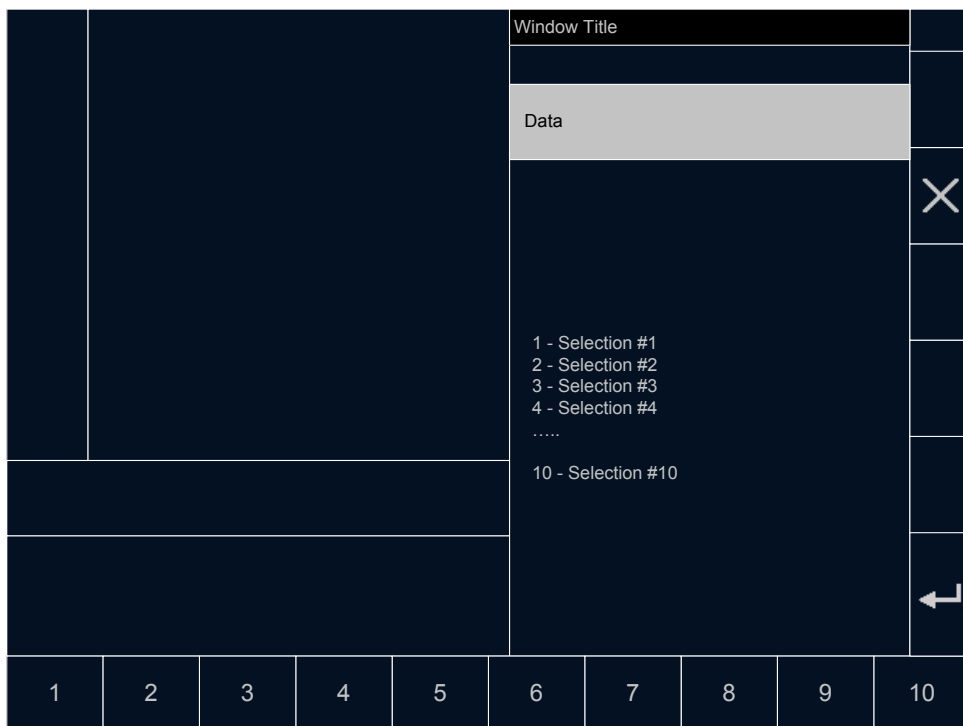 Window Title
Data
1 - Selection #1
2 - Selection #2
3 - Selection #3
4 - Selection #4
…..
10 - Selection #10
1 2 3 4 5 6 7 8 9 10